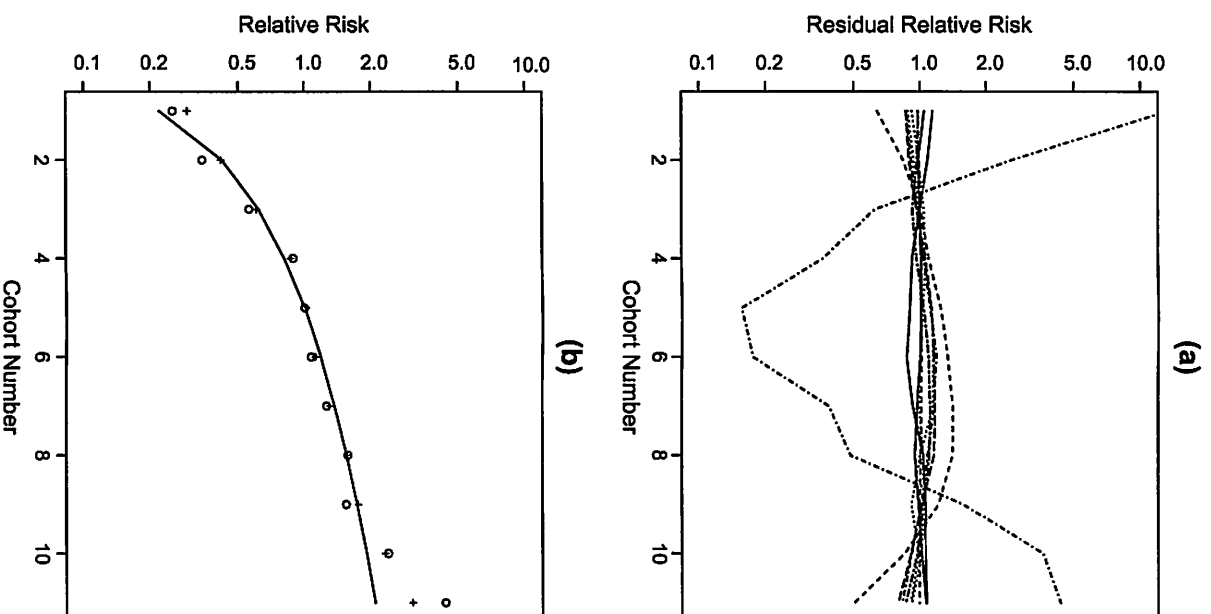 (a)
Residual Relative Risk
0.1 0.2 0.5 1.0 2.0 5.0 10.0
2 4 6 8 10
Cohort Number
(b)
Relative Risk
0.1 0.2 0.5 1.0 2.0 5.0 10.0
2 4 6 8 10
Cohort Number